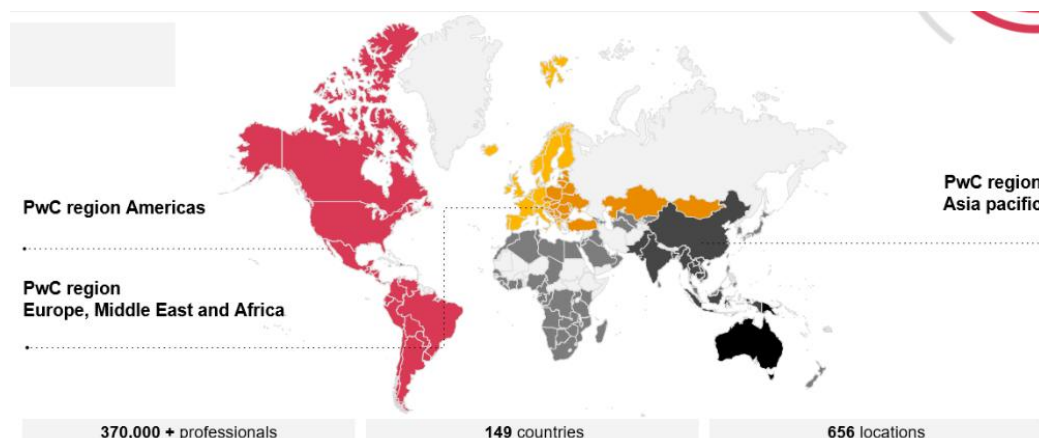 PwC region Americas
PwC region
Europe, Middle East and Africa
PwC region
Asia pacific
370,000 + professionals
149 countries
656 locations